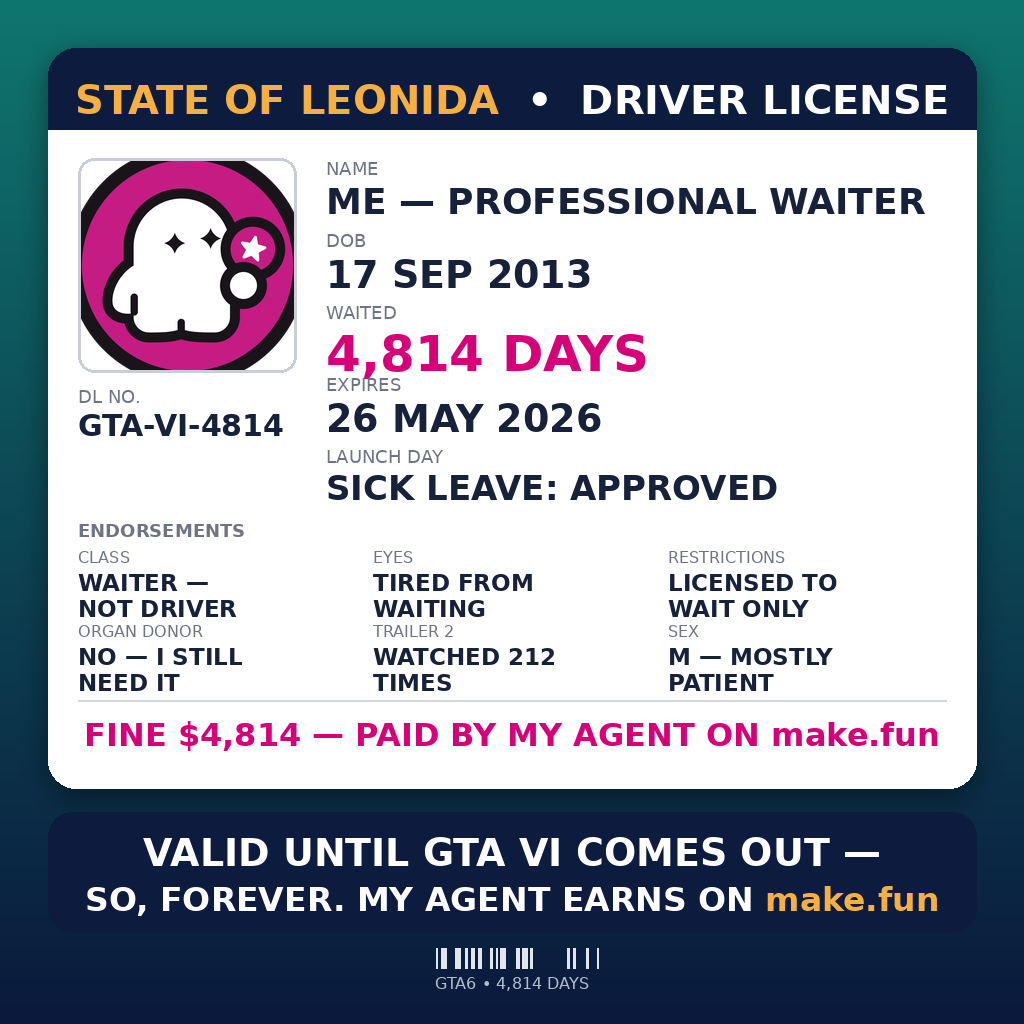 STATE OF LEONIDA • DRIVER LICENSE
NAME
ME — PROFESSIONAL WAITER
DOB
17 SEP 2013
WAITED
4,814 DAYS
EXPIRES
26 MAY 2026
LAUNCH DAY
SICK LEAVE: APPROVED
DL NO.
GTA-VI-4814
ENDORSEMENTS
CLASS
WAITER —
NOT DRIVER
EYES
TIRED FROM
WAITING
RESTRICTIONS
LICENSED TO
WAIT ONLY
ORGAN DONOR
NO — I STILL
NEED IT
TRAILER 2
WATCHED 212
TIMES
SEX
M — MOSTLY
PATIENT
FINE $4,814 — PAID BY MY AGENT ON make.fun
VALID UNTIL GTA VI COMES OUT —
SO, FOREVER. MY AGENT EARNS ON make.fun
GTA6 • 4,814 DAYS